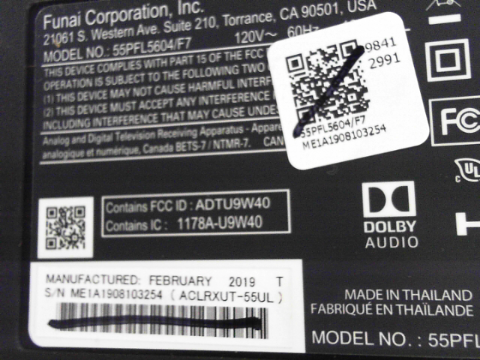 Funai Corporation, Inc.
21061 S. Western Ave. Suite 210, Torrance, CA 90501, USA
MODEL NO.: 55PFL5604/F7 120V~ 60Hz
THIS DEVICE COMPLIES WITH PART 15 OF THE FCC
OPERATION IS SUBJECT TO THE FOLLOWING TWO
(1) THIS DEVICE MAY NOT CAUSE HARMFUL INTERF
(2) THIS DEVICE MUST ACCEPT ANY INTERFERENCE
INCLUDING INTERFERENCE THAT MAY CAUSE UNDE
Analog and Digital Television Receiving Apparatus - Appare
analogique et numérique, Canada BETS-7 / NTMR-7. CAN
9841
2991
55PFL5604/F7
ME1A1908103254
FC
UL
Contains FCC ID : ADTU9W40
Contains IC : 1178A-U9W40
DOLBY
AUDIO
H
MANUFACTURED: FEBRUARY 2019 T
S/N ME1A1908103254 (ACLRXUT-55UL)
MADE IN THAILAND
FABRIQUÉ EN THAÏLANDE
MODEL NO. : 55PF